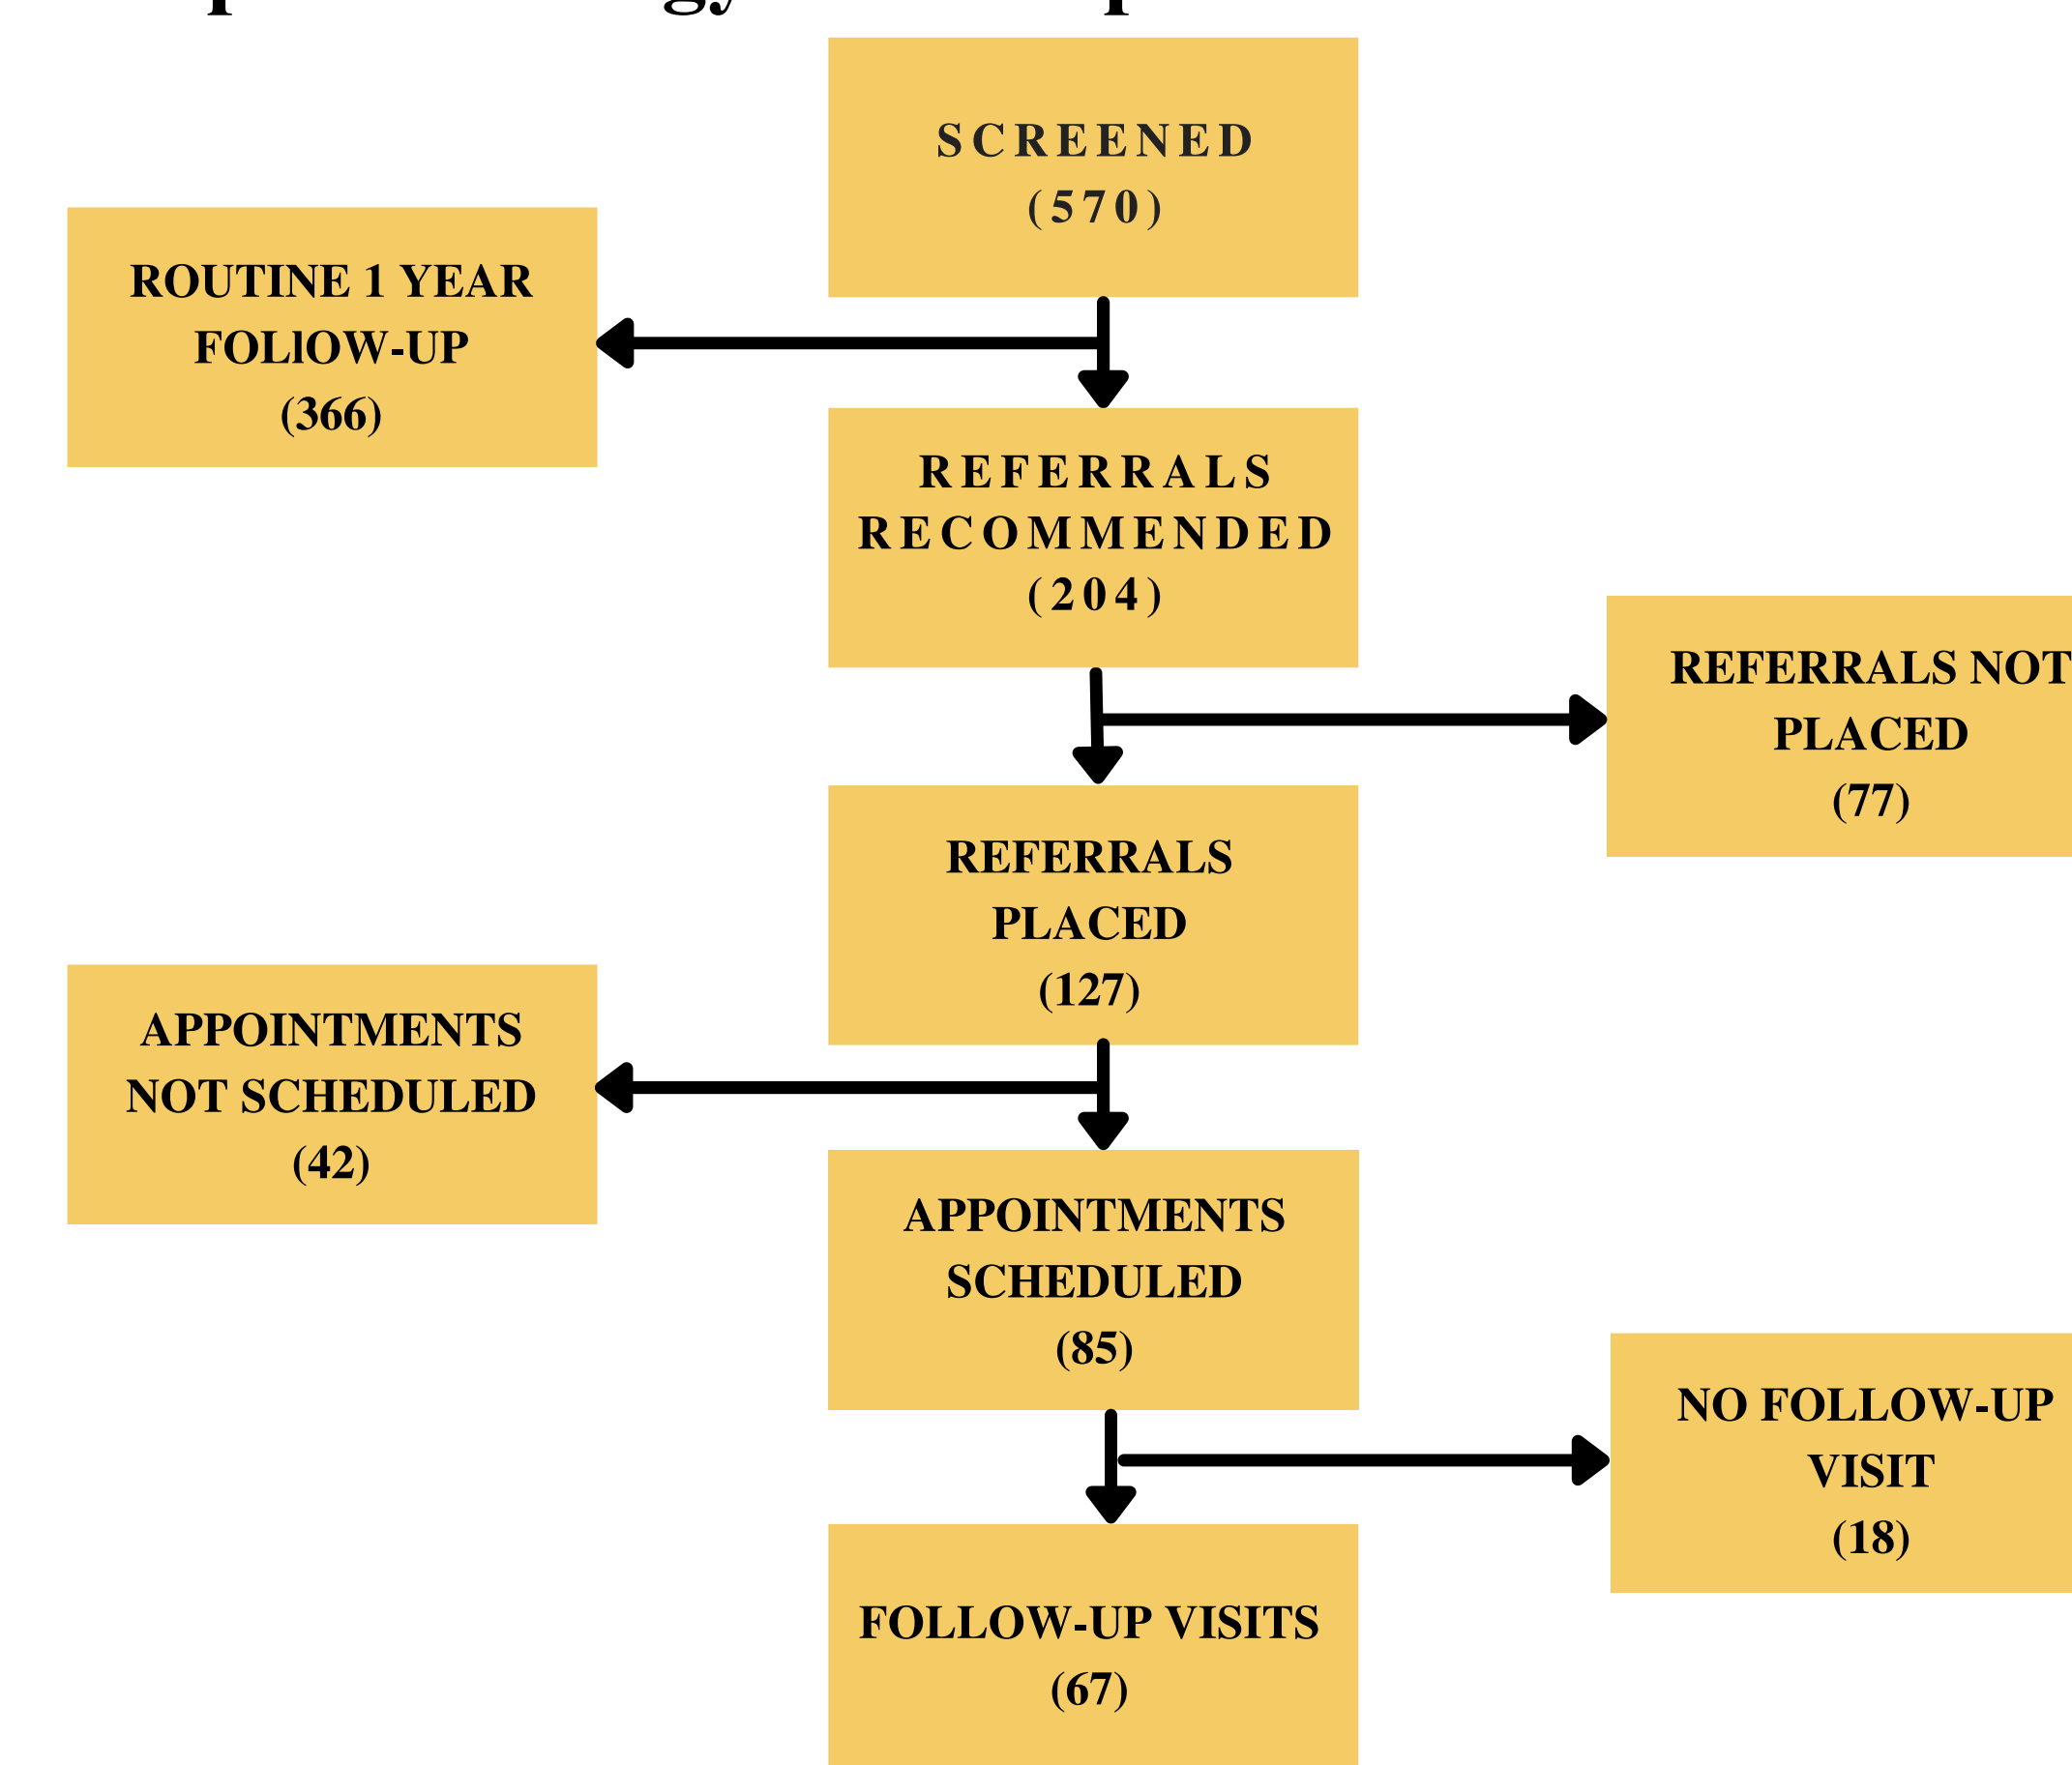 SCREENED
(570)
ROUTINE 1 YEAR
FOLlOW-UP
(366)
REFERRALS
RECOMMENDED
(204)
REFERRALS NOT
PLACED
(77)
REFERRALS
PLACED
(127)
APPOINTMENTS
NOT SCHEDULED
(42)
APPOINTMENTS
SCHEDULED
(85)
NO FOLLOW-UP
VISIT
(18)
FOLLOW-UP VISITS
(67)